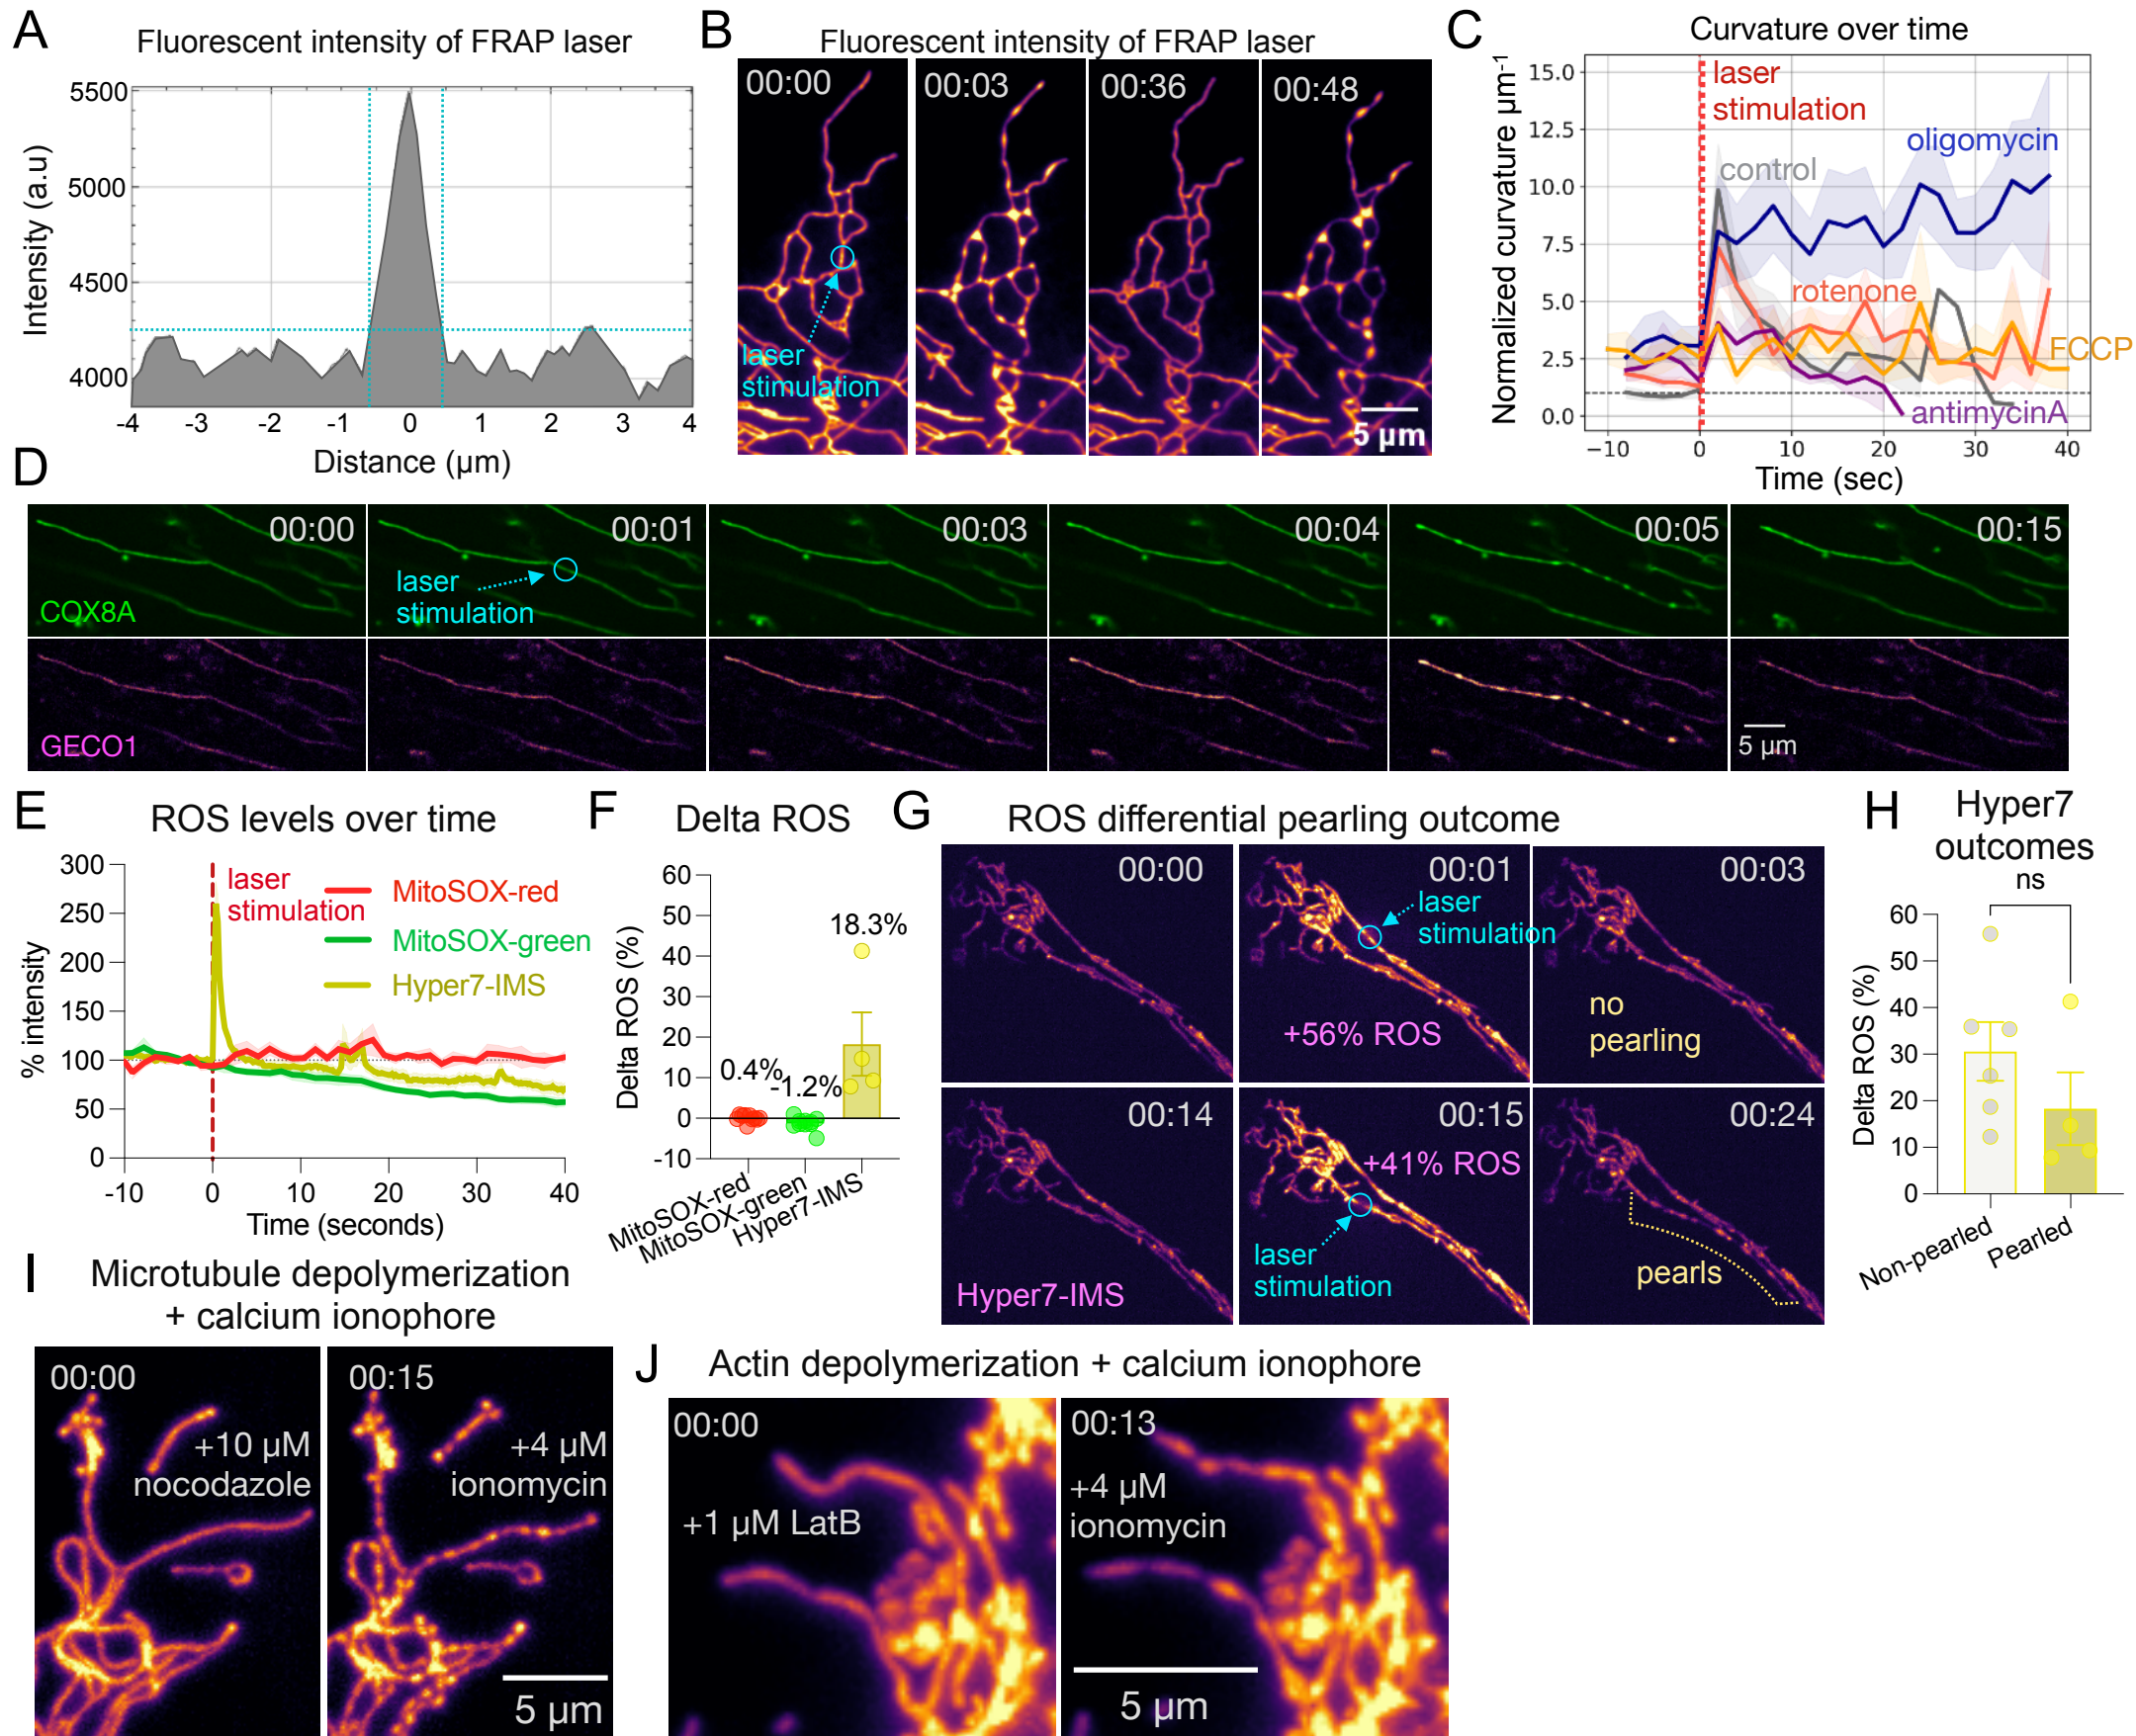 A
Fluorescent intensity of FRAP laser
5500
5000
4500
4000
Intensity (a.u)
-4 -3 -2 -1 0 1 2 3 4
Distance (µm)
B
Fluorescent intensity of FRAP laser
00:00 00:03 00:36 00:48
laser
stimulation
5 µm
C
Curvature over time
Normalized curvature µm-1
15.0
12.5
10.0
7.5
5.0
2.5
0.0
laser
stimulation
oligomycin
control
rotenone
FCCP
antimycinA
−10 0 10 20 30 40
Time (sec)
D
00:00 00:01 00:03 00:04 00:05 00:15
laser
stimulation
COX8A
GECO1
5 µm
E
ROS levels over time
300
250
200
150
100
50
0
% intensity
laser
stimulation
MitoSOX-red
MitoSOX-green
Hyper7-IMS
-10 0 10 20 30 40
Time (seconds)
F
Delta ROS
60
50
40
30
20
10
0
-10
Delta ROS (%)
0.4%
-1.2%
18.3%
MitoSOX-red
MitoSOX-green
Hyper7-IMS
G
ROS differential pearling outcome
00:00 00:01 00:03
laser
stimulation
+56% ROS
no
pearling
00:14 00:15 00:24
+41% ROS
laser
stimulation
Hyper7-IMS
pearls
H
Hyper7
outcomes
ns
60
50
40
30
20
10
0
Delta ROS (%)
Non-pearled
Pearled
I
Microtubule depolymerization
+ calcium ionophore
00:00
+10 µM
nocodazole
00:15
+4 µM
ionomycin
5 µm
J
Actin depolymerization + calcium ionophore
00:00
+1 µM LatB
00:13
+4 µM
ionomycin
5 µm